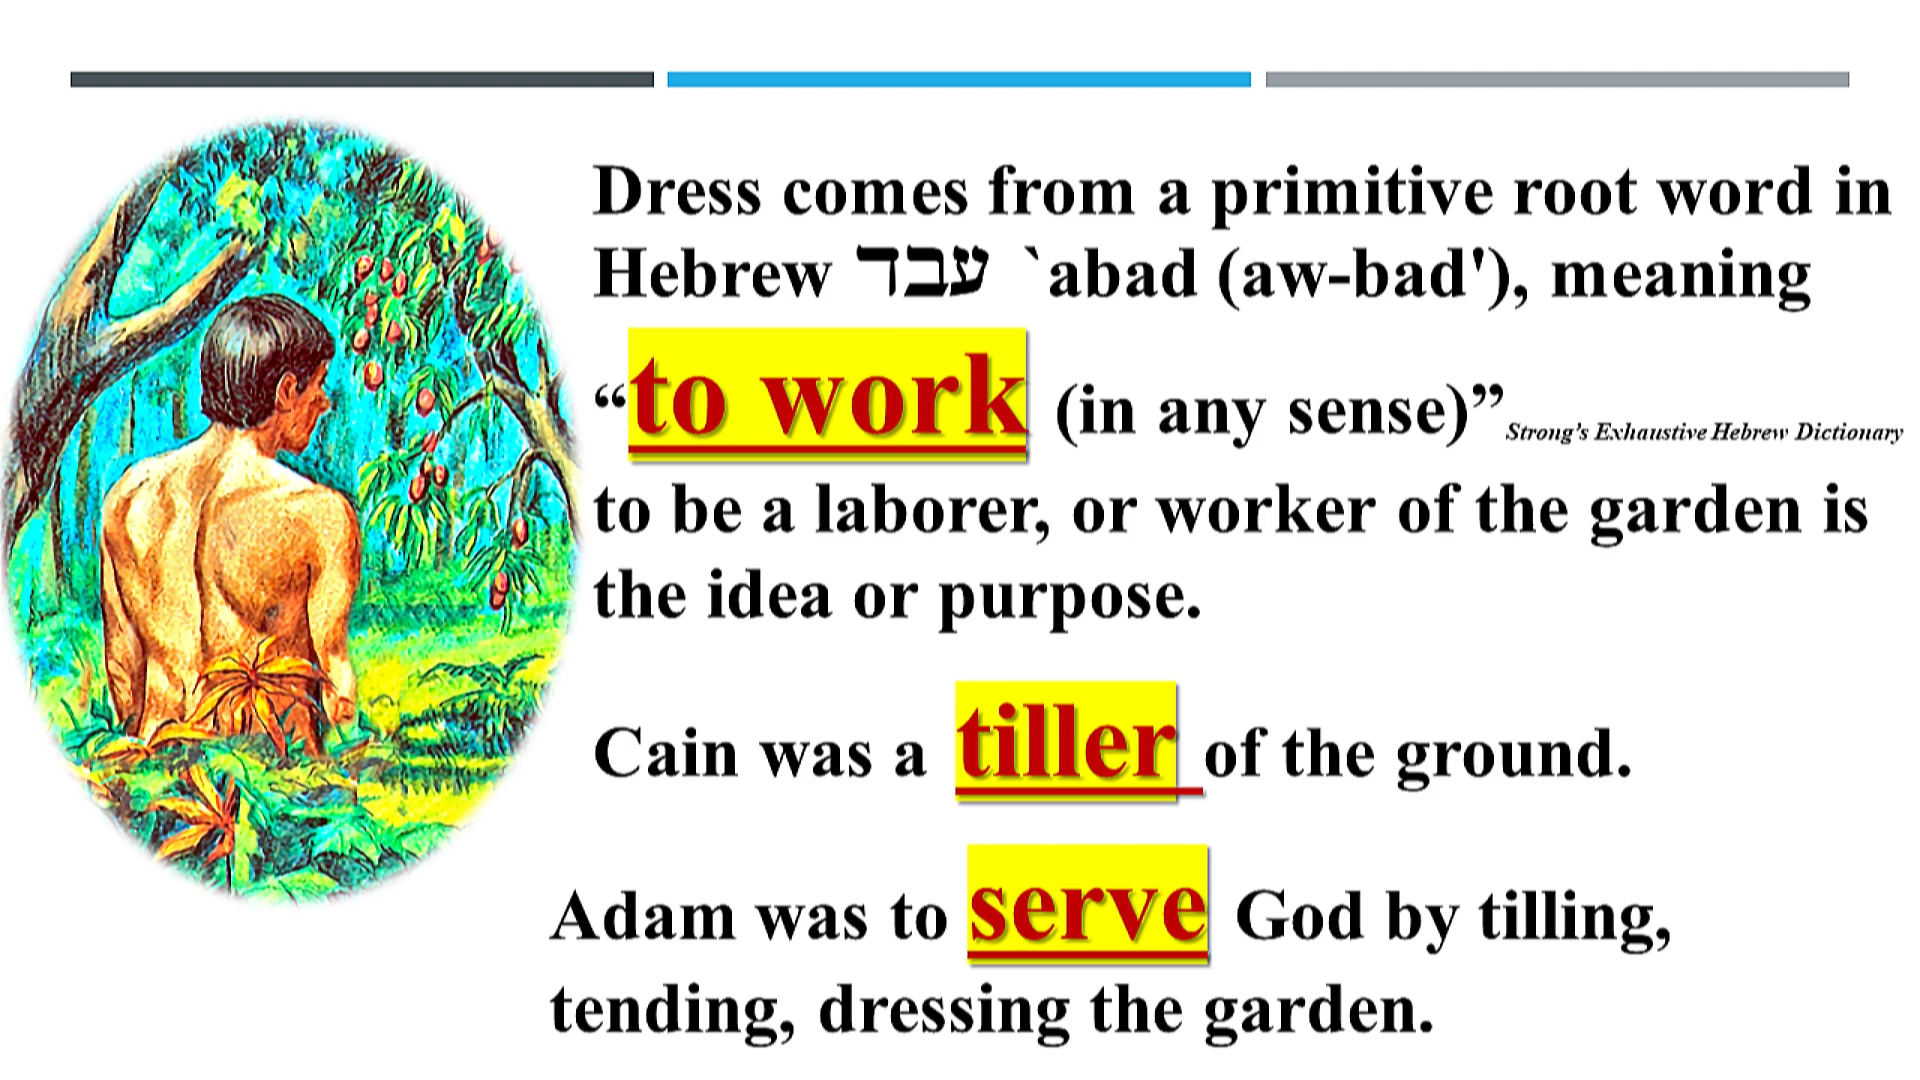 Dress comes from a primitive root word in
Hebrew עבד `abad (aw-bad'), meaning
“to work (in any sense)” Strong’s Exhaustive Hebrew Dictionary
to be a laborer, or worker of the garden is
the idea or purpose.
Cain was a tiller of the ground.
Adam was to serve God by tilling,
tending, dressing the garden.